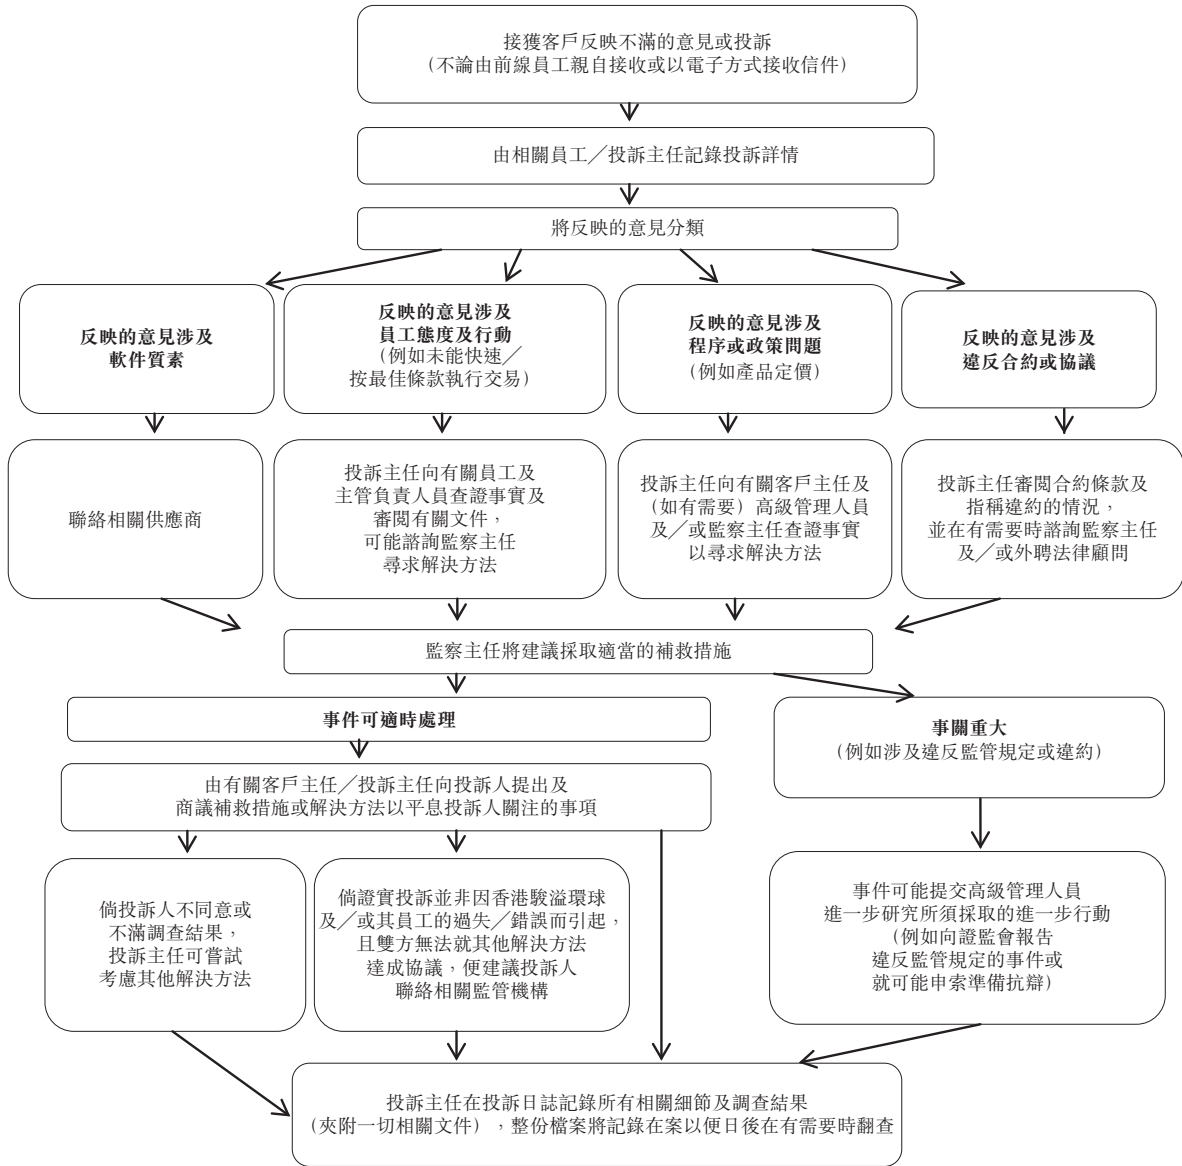 接獲客戶反映不滿的意見或投訴
(不論由前線員工親自接收或以電子方式接收信件)
由相關員工╱投訴主任記錄投訴詳情
將反映的意見分類
反映的意見涉及
軟件質素
反映的意見涉及
員工態度及行動
(例如未能快速╱
按最佳條款執行交易)
反映的意見涉及
程序或政策問題
(例如產品定價)
反映的意見涉及
違反合約或協議
聯絡相關供應商
投訴主任向有關員工及
主管負責人員查證事實及
審閱有關文件，
可能諮詢監察主任
尋求解決方法
投訴主任向有關客戶主任及
(如有需要) 高級管理人員
及╱或監察主任查證事實
以尋求解決方法
投訴主任審閱合約條款及
指稱違約的情況，
並在有需要時諮詢監察主任
及╱或外聘法律顧問
監察主任將建議採取適當的補救措施
事件可適時處理
事關重大
(例如涉及違反監管規定或違約)
由有關客戶主任╱投訴主任向投訴人提出及
商議補救措施或解決方法以平息投訴人關注的事項
倘投訴人不同意或
不滿調查結果，
投訴主任可嘗試
考慮其他解決方法
倘證實投訴並非因香港駿溢環球
及╱或其員工的過失╱錯誤而引起，
且雙方無法就其他解決方法
達成協議，便建議投訴人
聯絡相關監管機構
事件可能提交高級管理人員
進一步研究所須採取的進一步行動
(例如向證監會報告
違反監管規定的事件或
就可能申索準備抗辯)
投訴主任在投訴日誌記錄所有相關細節及調查結果
(夾附一切相關文件)，整份檔案將記錄在案以便日後在有需要時翻查